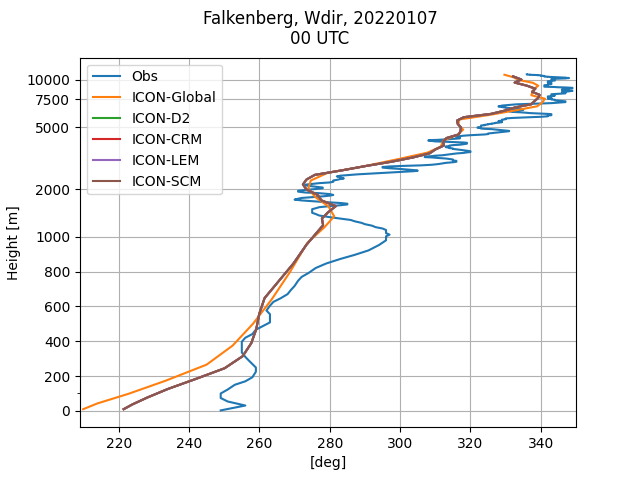 Falkenberg, Wdir, 20220107
00 UTC
Obs
ICON-Global
ICON-D2
ICON-CRM
ICON-LEM
ICON-SCM
10000
7500
5000
2000
1000
800
600
400
200
0
Height [m]
220 240 260 280 300 320 340
[deg]